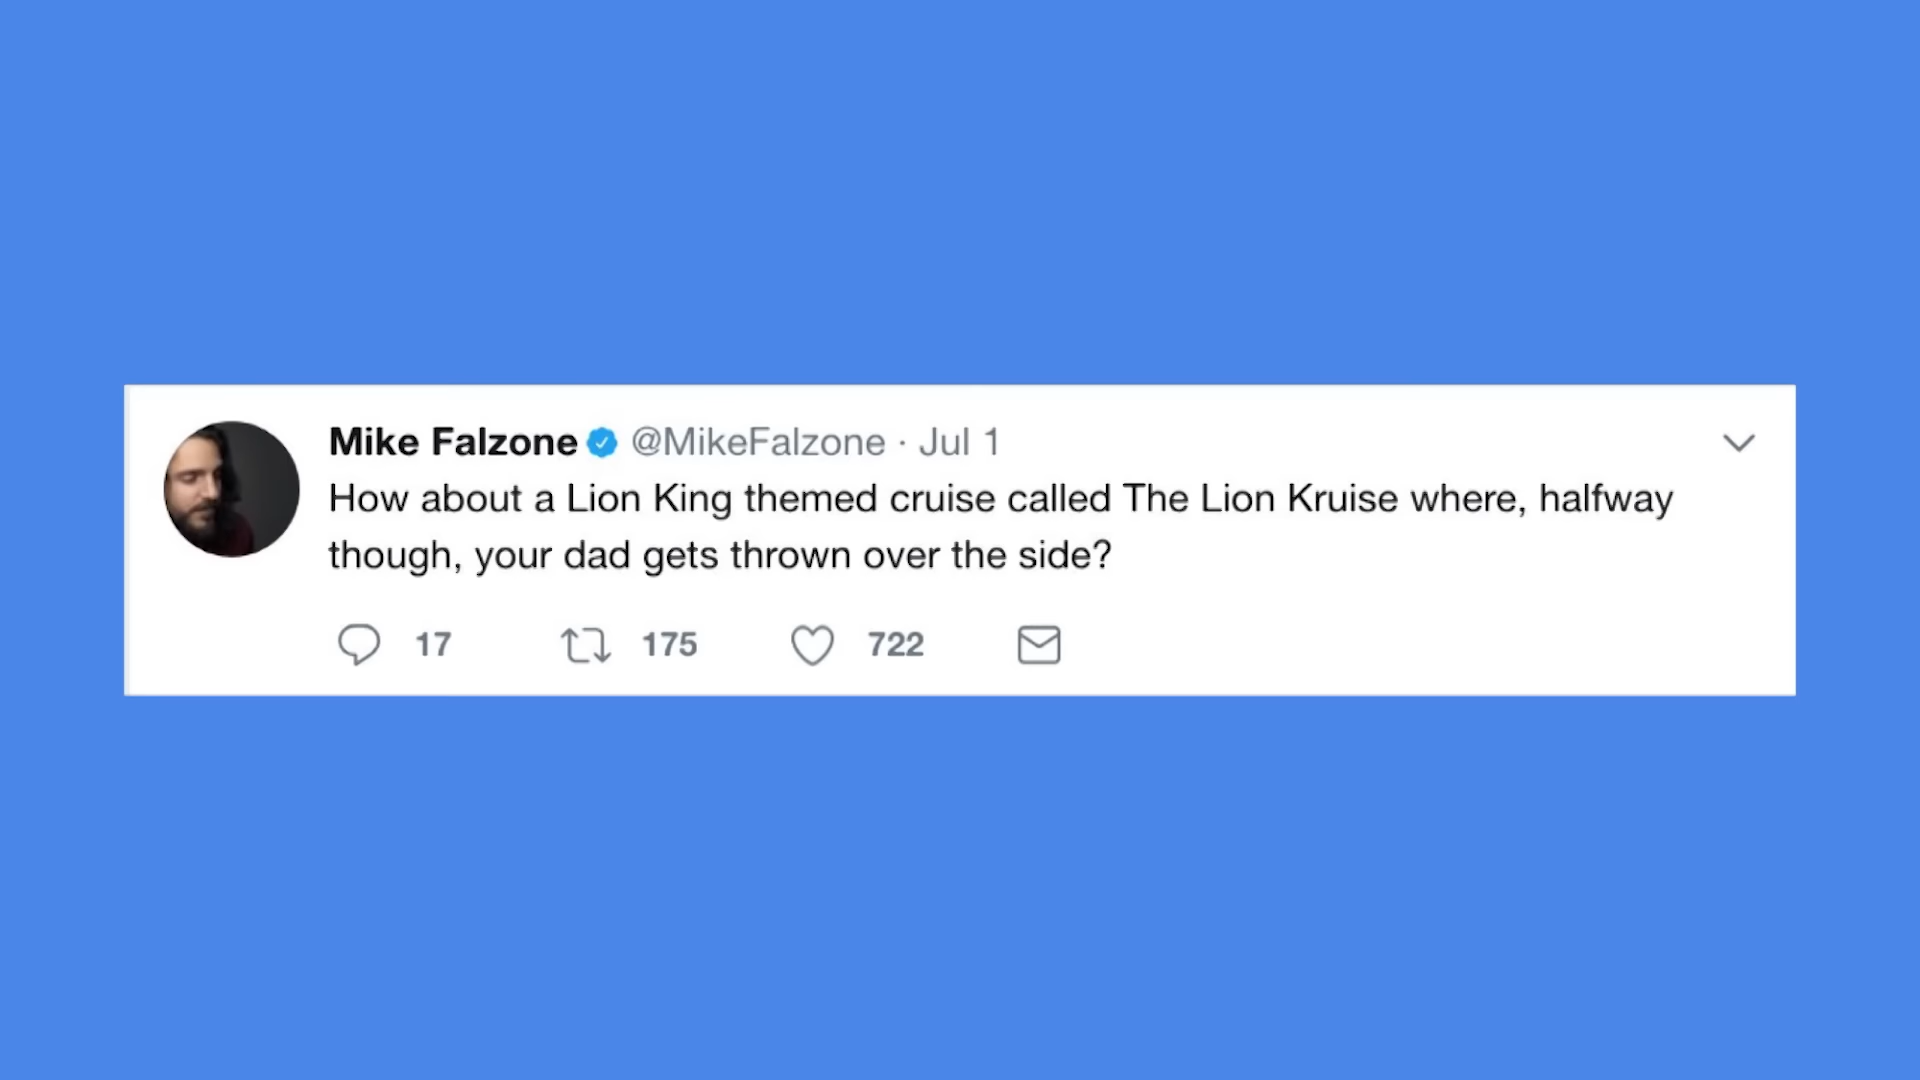 Mike Falzone @MikeFalzone · Jul 1
How about a Lion King themed cruise called The Lion Kruise where, halfway
though, your dad gets thrown over the side?
17 175 722